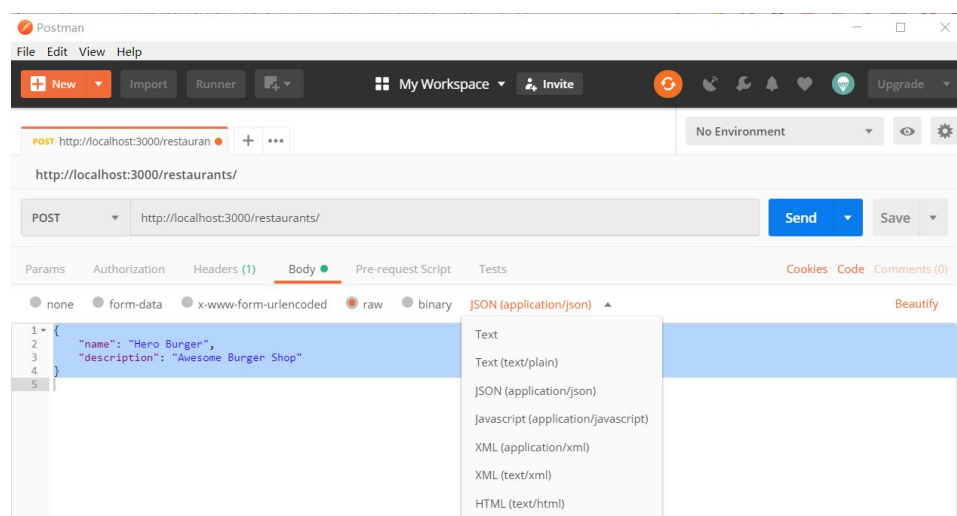 Postman
File Edit View Help
New Import Runner My Workspace Invite Upgrade
POST http://localhost:3000/restauran No Environment
http://localhost:3000/restaurants/
POST http://localhost:3000/restaurants/ Send Save
Params Authorization Headers (1) Body Pre-request Script Tests Cookies Code Comments (0)
none form-data x-www-form-urlencoded raw binary JSON (application/json) Beautify
1 {
2 "name": "Hero Burger",
3 "description": "Awesome Burger Shop"
4 }
5
Text
Text (text/plain)
JSON (application/json)
Javascript (application/javascript)
XML (application/xml)
XML (text/xml)
HTML (text/html)